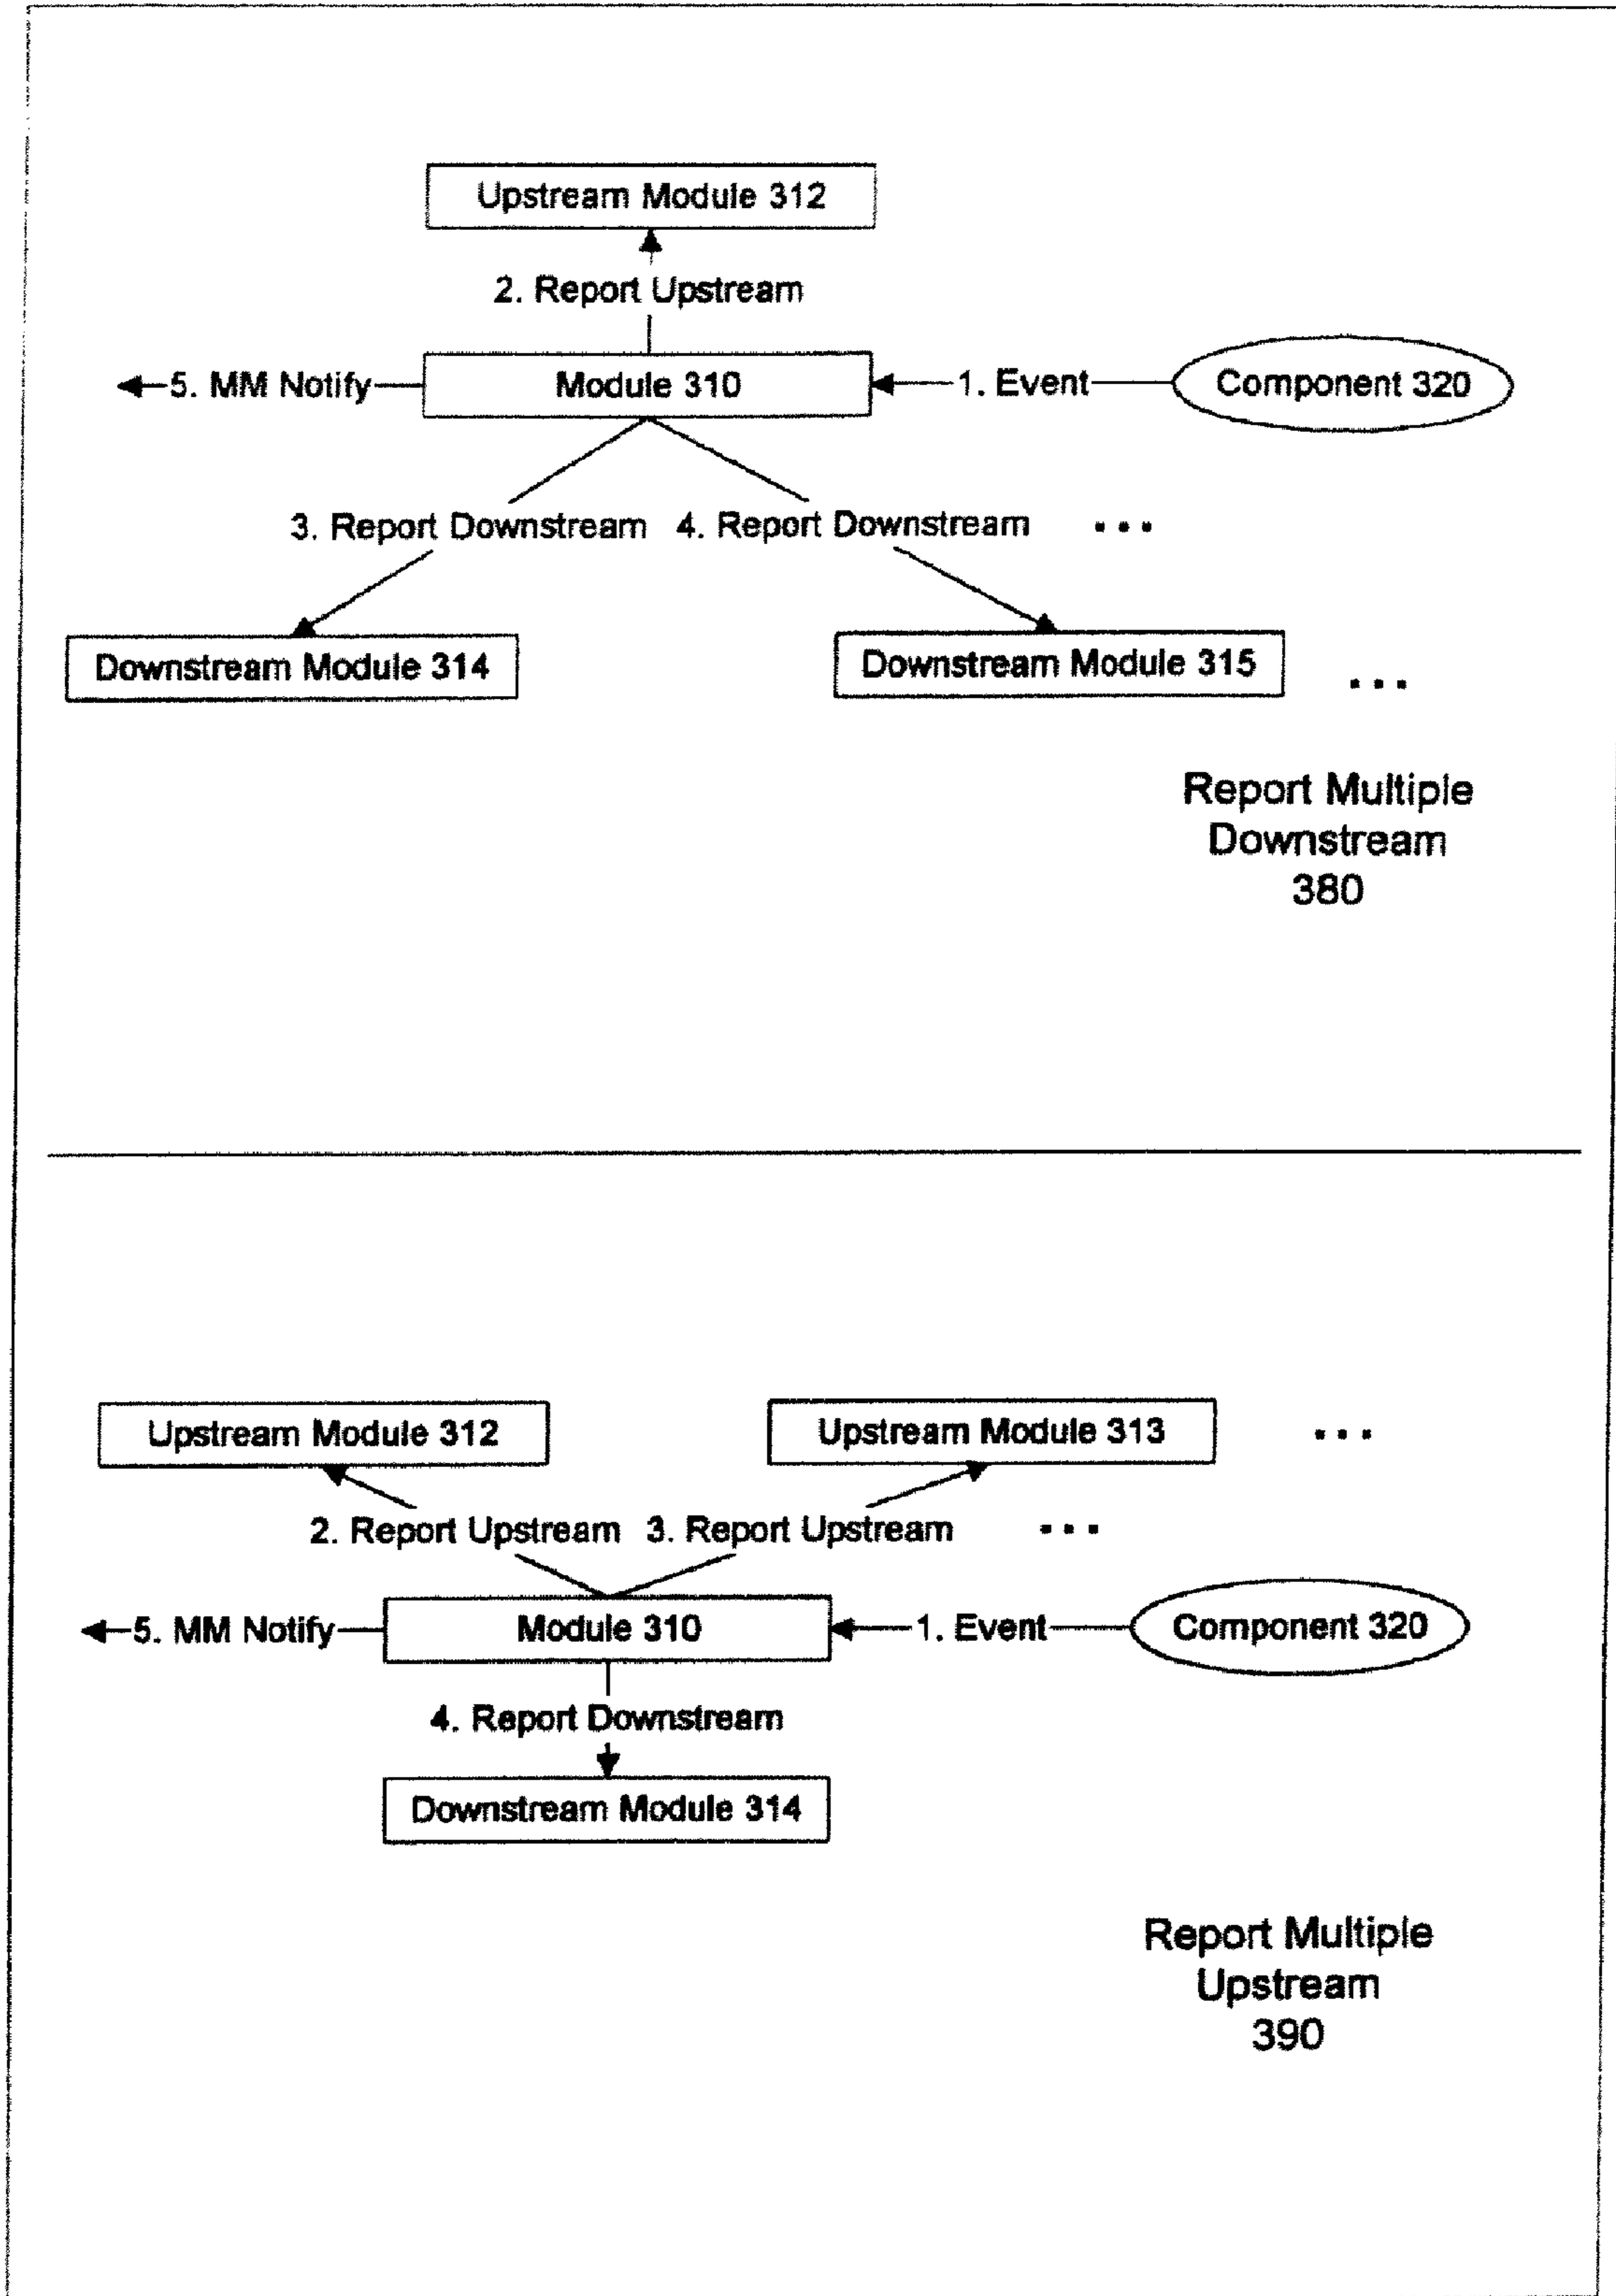 Upstream Module 312
2. Report Upstream
5. MM Notify
Module 310
1. Event
Component 320
3. Report Downstream
4. Report Downstream
...
Downstream Module 314
Downstream Module 315
...
Report Multiple
Downstream
380
Upstream Module 312
Upstream Module 313
...
2. Report Upstream
3. Report Upstream
...
5. MM Notify
Module 310
1. Event
Component 320
4. Report Downstream
Downstream Module 314
Report Multiple
Upstream
390